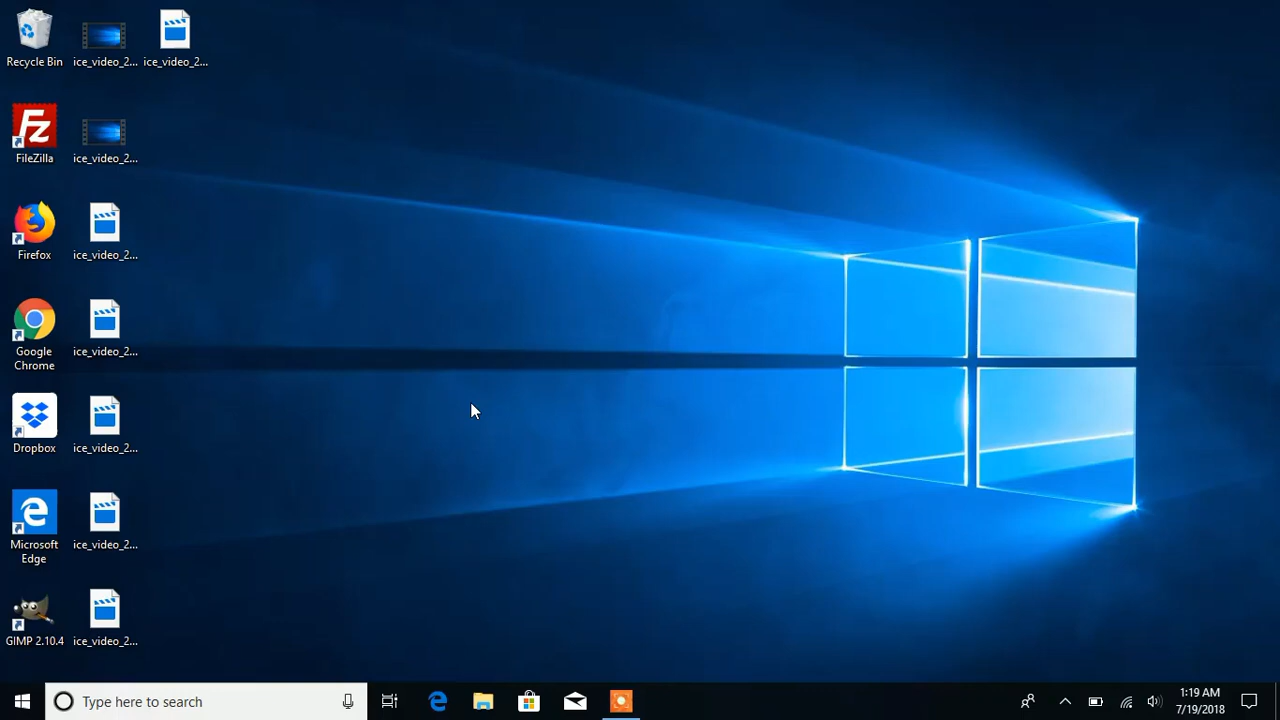 Recycle Bin
ice_video_2...
ice_video_2...
Fz
FileZilla
ice_video_2...
Firefox
ice_video_2...
Google
Chrome
ice_video_2...
Dropbox
ice_video_2...
Microsoft
Edge
ice_video_2...
GIMP 2.10.4
ice_video_2...
Type here to search
1:19 AM
7/19/2018